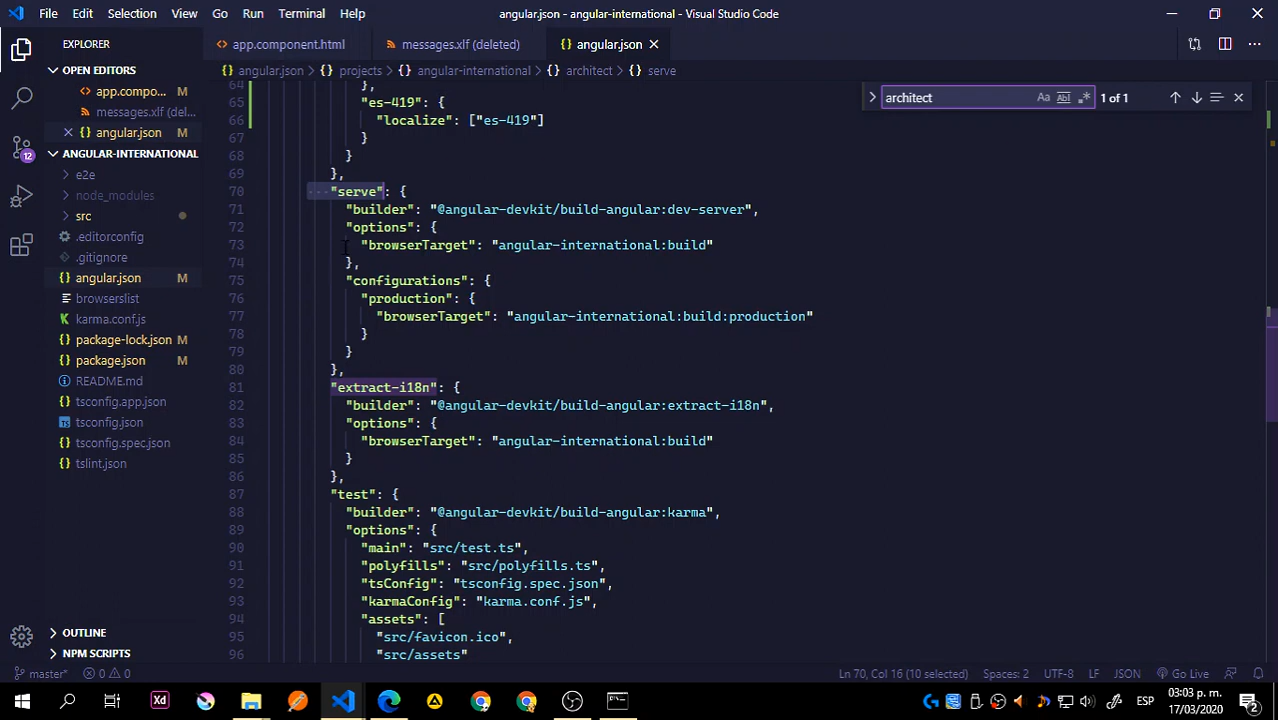 File Edit Selection View Go Run Terminal Help
angular.json - angular-international - Visual Studio Code
EXPLORER
app.component.html
messages.xlf (deleted)
angular.json
OPEN EDITORS
app.compo...
messages.xlf (del...
angular.json M
ANGULAR-INTERNATIONAL
12
e2e
node_modules
src
.editorconfig
.gitignore
angular.json M
browserslist
karma.conf.js
package-lock.json M
package.json M
README.md
tsconfig.app.json
tsconfig.json
tsconfig.spec.json
tslint.json
OUTLINE
NPM SCRIPTS
angular.json > projects > angular-international > architect > serve
architect Aa Abl .* 1 of 1
64 },
65 "es-419": {
66 "localize": ["es-419"]
67 }
68 }
69 },
70 "serve": {
71 "builder": "@angular-devkit/build-angular:dev-server",
72 "options": {
73 "browserTarget": "angular-international:build"
74 },
75 "configurations": {
76 "production": {
77 "browserTarget": "angular-international:build:production"
78 }
79 }
80 },
81 "extract-i18n": {
82 "builder": "@angular-devkit/build-angular:extract-i18n",
83 "options": {
84 "browserTarget": "angular-international:build"
85 }
86 },
87 "test": {
88 "builder": "@angular-devkit/build-angular:karma",
89 "options": {
90 "main": "src/test.ts",
91 "polyfills": "src/polyfills.ts",
92 "tsConfig": "tsconfig.spec.json",
93 "karmaConfig": "karma.conf.js",
94 "assets": [
95 "src/favicon.ico",
96 "src/assets"
master* 0 0
Ln 70, Col 16 (10 selected) Spaces: 2 UTF-8 LF JSON Go Live
Xd
ESP
03:03 p. m.
17/03/2020
2